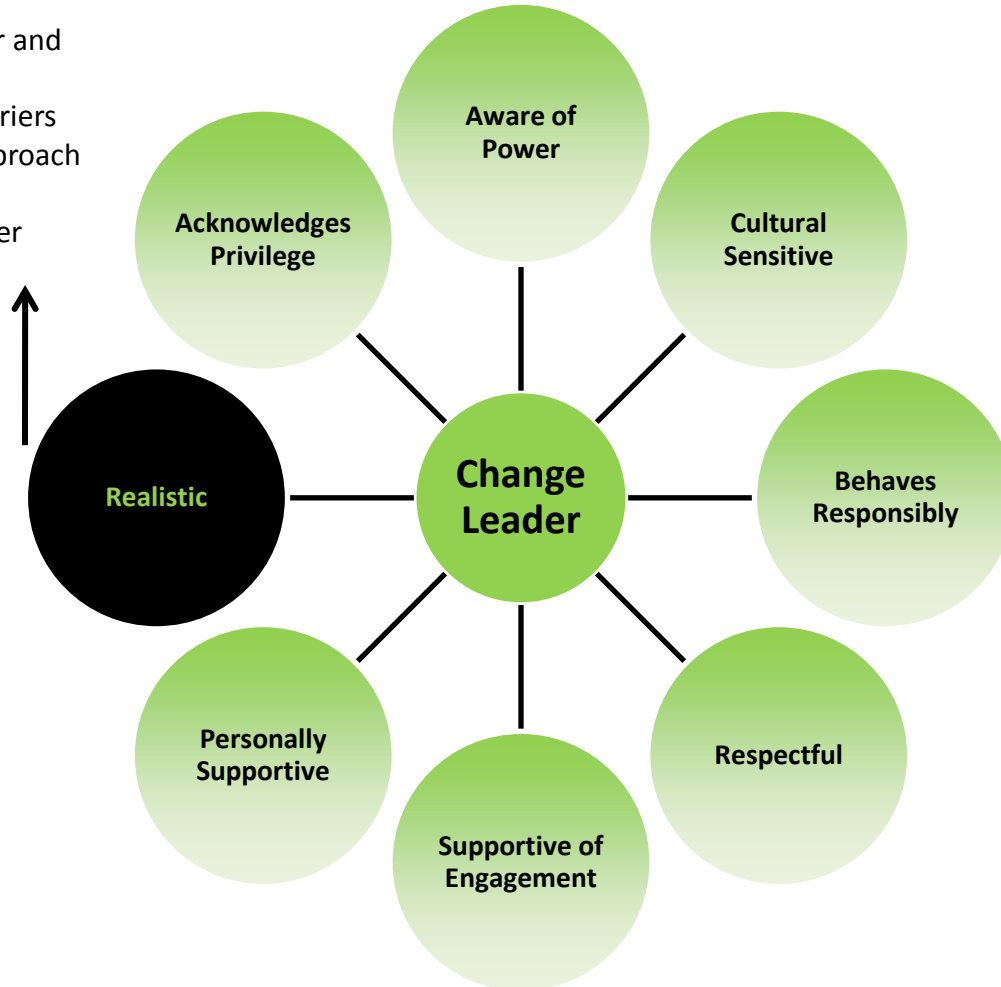 r and
riers
proach
er
Aware of
Power
Acknowledges
Privilege
Cultural
Sensitive
Realistic
Change
Leader
Behaves
Responsibly
Personally
Supportive
Respectful
Supportive of
Engagement